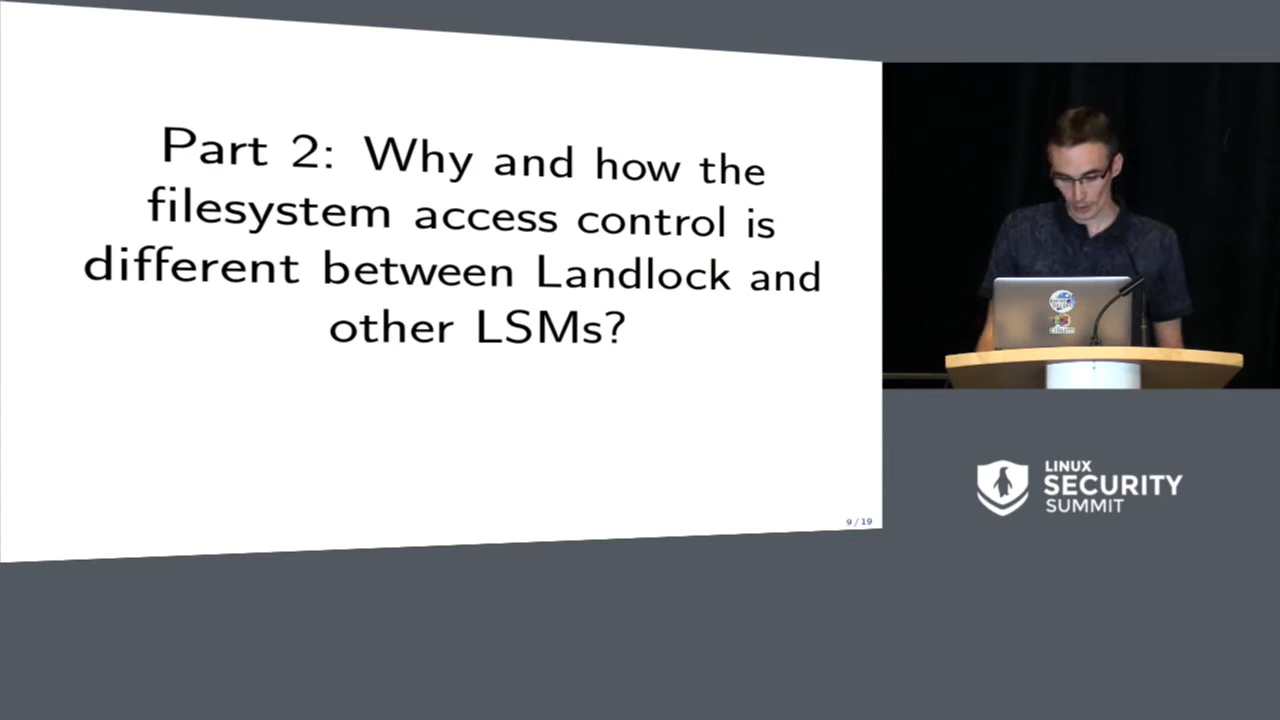 Part 2: Why and how the
filesystem access control is
different between Landlock and
other LSMs?
9 / 19
LINUX
SECURITY
SUMMIT